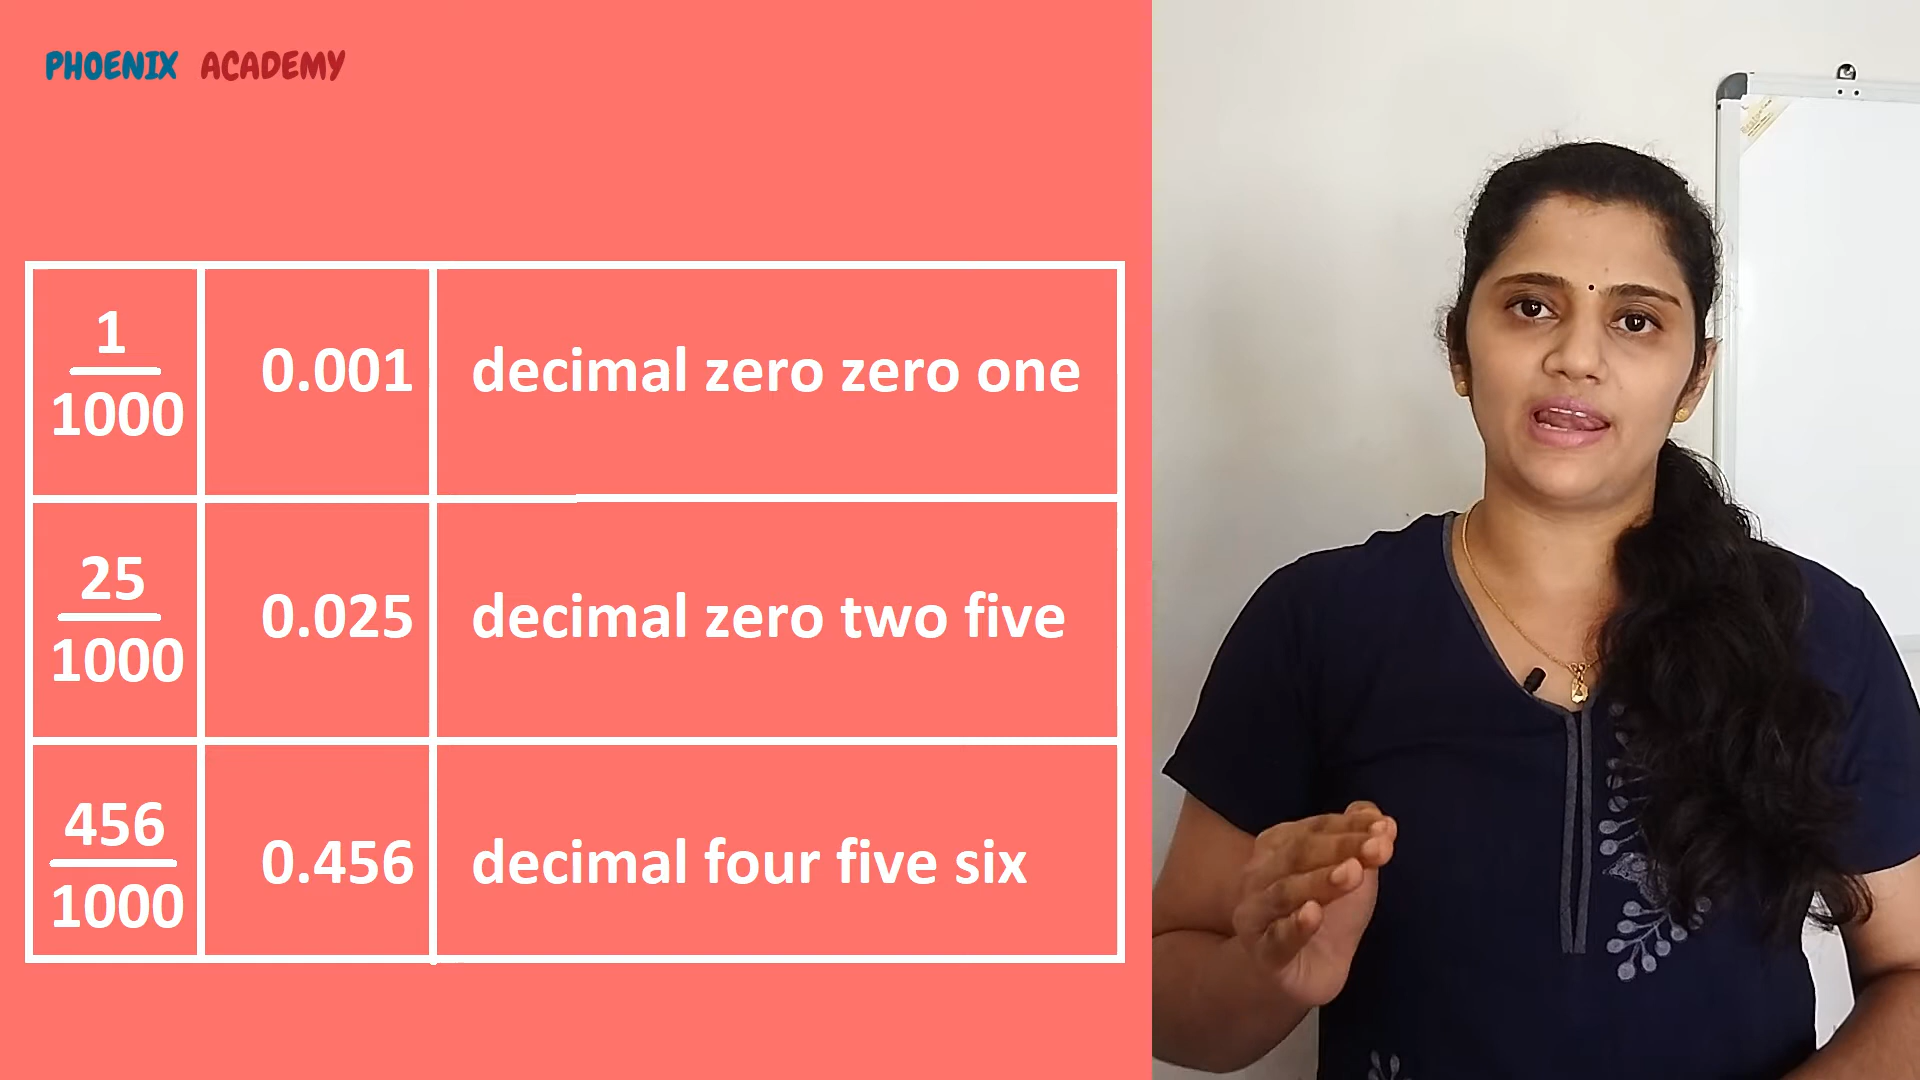 PHOENIX ACADEMY
1
1000
0.001
decimal zero zero one
25
1000
0.025
decimal zero two five
456
1000
0.456
decimal four five six